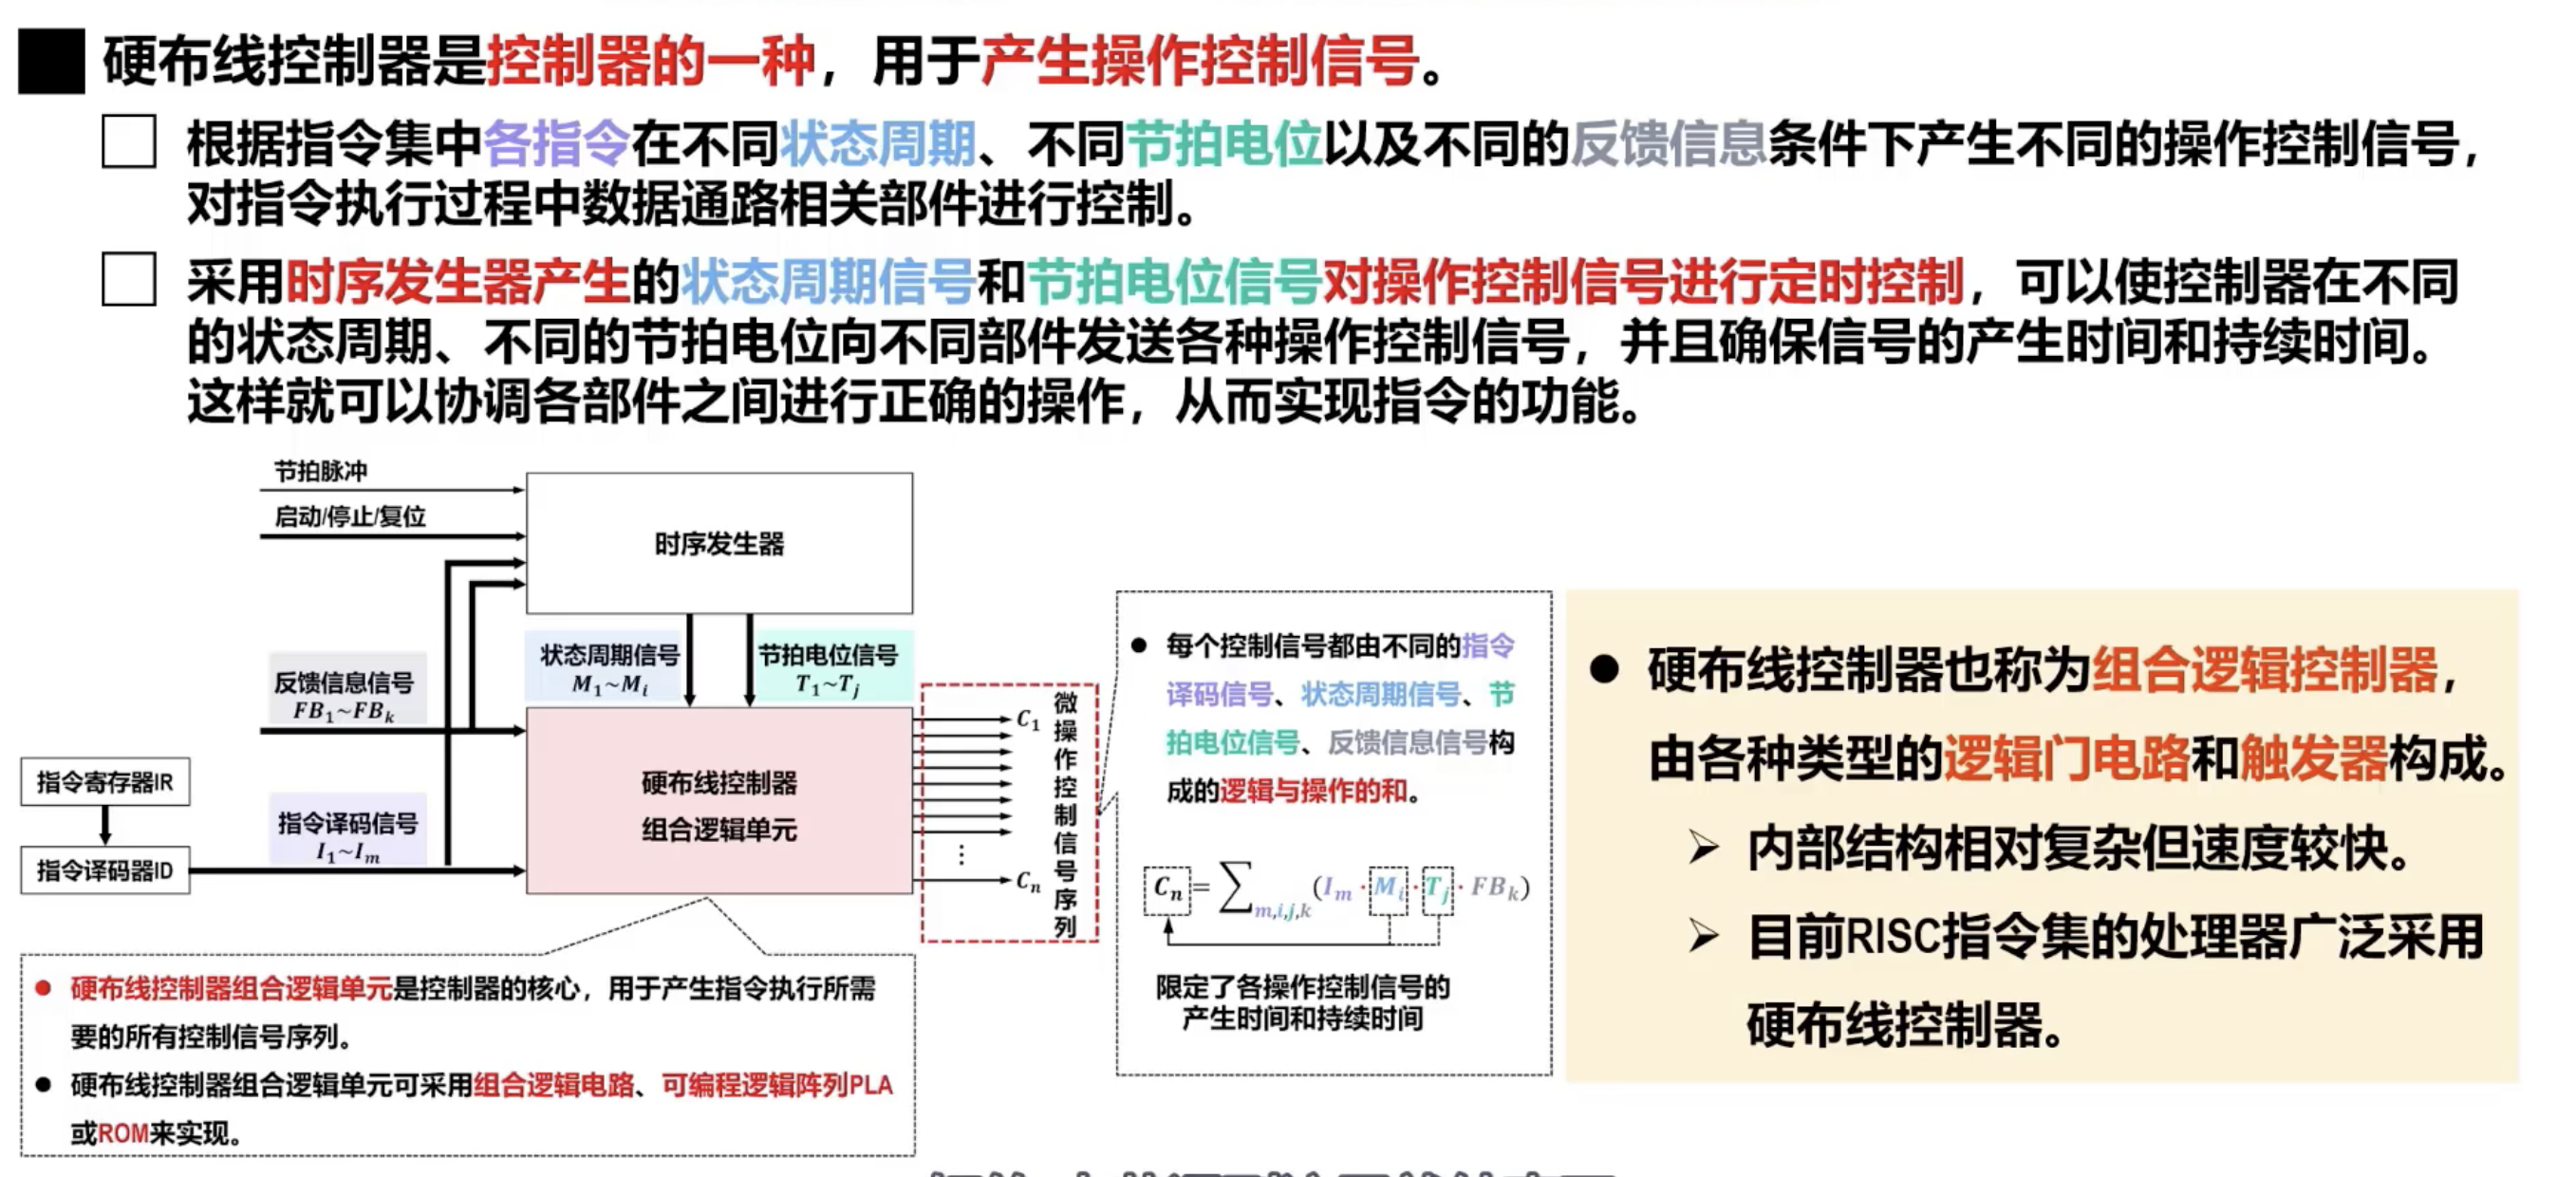 硬布线控制器是控制器的一种，用于产生操作控制信号。
根据指令集中各指令在不同状态周期、不同节拍电位以及不同的反馈信息条件下产生不同的操作控制信号，
对指令执行过程中数据通路相关部件进行控制。
采用时序发生器产生的状态周期信号和节拍电位信号对操作控制信号进行定时控制，可以使控制器在不同
的状态周期、不同的节拍电位向不同部件发送各种操作控制信号，并且确保信号的产生时间和持续时间。
这样就可以协调各部件之间进行正确的操作，从而实现指令的功能。
节拍脉冲
启动/停止/复位
时序发生器
状态周期信号
M₁~Mᵢ
节拍电位信号
T₁~Tⱼ
反馈信息信号
FB₁~FBₖ
指令寄存器IR
指令译码器ID
指令译码信号
I₁~Iₘ
硬布线控制器
组合逻辑单元
C₁
⋮
Cₙ
微操作控制信号序列
● 硬布线控制器组合逻辑单元是控制器的核心，用于产生指令执行所需
要的所有控制信号序列。
● 硬布线控制器组合逻辑单元可采用组合逻辑电路、可编程逻辑阵列PLA
或ROM来实现。
● 每个控制信号都由不同的指令
译码信号、状态周期信号、节
拍电位信号、反馈信息信号构
成的逻辑与操作的和。
Cₙ = ∑m,i,j,k (Iₘ · Mᵢ · Tⱼ · FBₖ)
限定了各操作控制信号的
产生时间和持续时间
● 硬布线控制器也称为组合逻辑控制器，
由各种类型的逻辑门电路和触发器构成。
➢ 内部结构相对复杂但速度较快。
➢ 目前RISC指令集的处理器广泛采用
硬布线控制器。